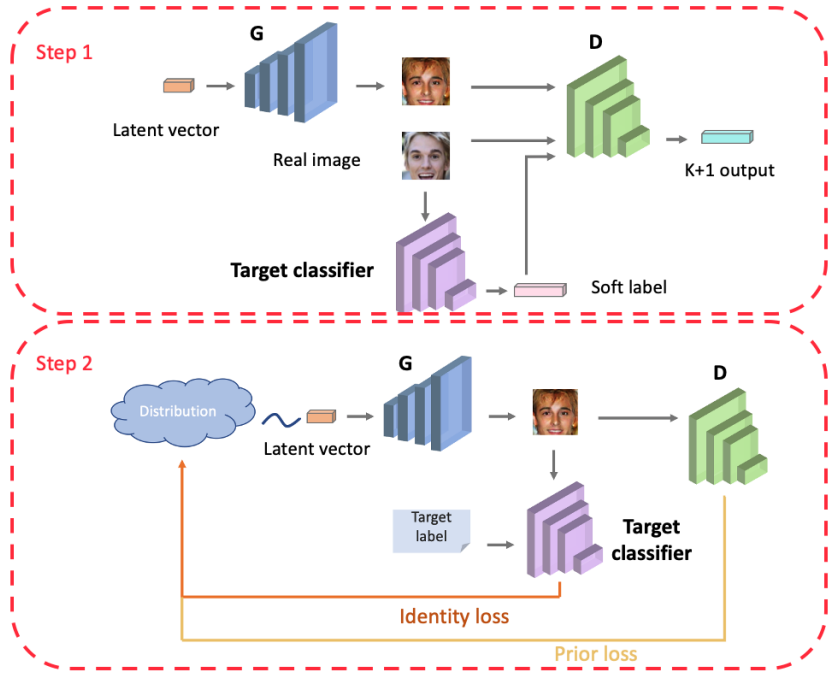 Step 1
G
D
Latent vector
Real image
K+1 output
Target classifier
Soft label
Step 2
G
D
Distribution
Latent vector
Target
label
Target
classifier
Identity loss
Prior loss